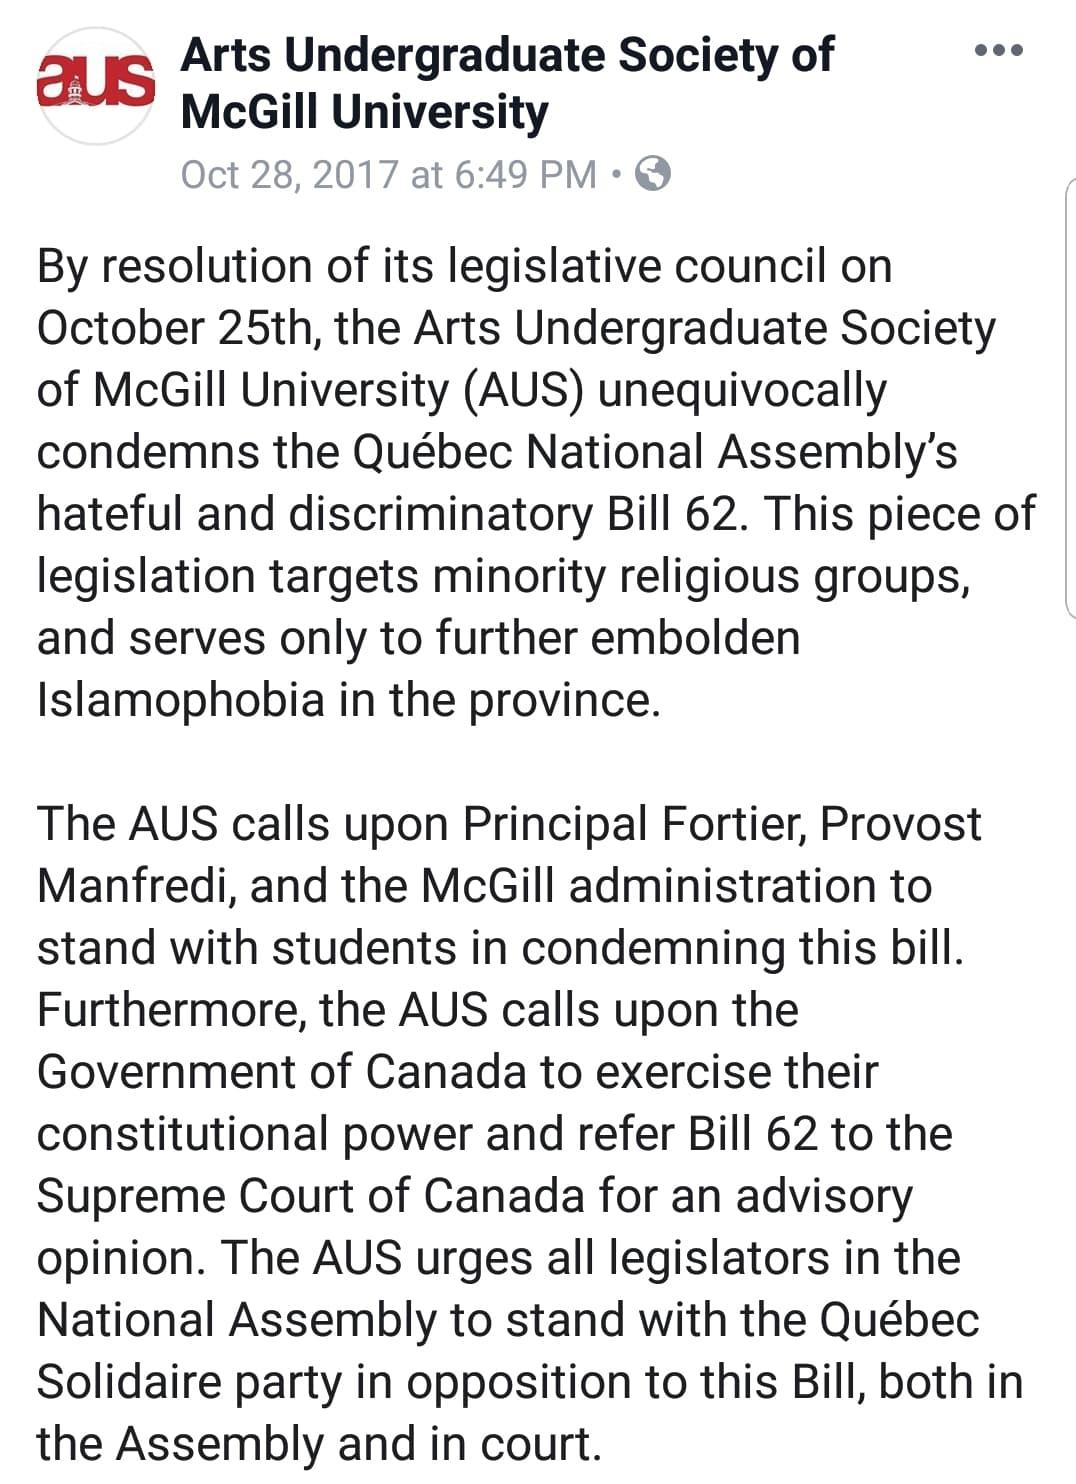 aus
Arts Undergraduate Society of
McGill University
Oct 28, 2017 at 6:49 PM •
By resolution of its legislative council on
October 25th, the Arts Undergraduate Society
of McGill University (AUS) unequivocally
condemns the Québec National Assembly’s
hateful and discriminatory Bill 62. This piece of
legislation targets minority religious groups,
and serves only to further embolden
Islamophobia in the province.
The AUS calls upon Principal Fortier, Provost
Manfredi, and the McGill administration to
stand with students in condemning this bill.
Furthermore, the AUS calls upon the
Government of Canada to exercise their
constitutional power and refer Bill 62 to the
Supreme Court of Canada for an advisory
opinion. The AUS urges all legislators in the
National Assembly to stand with the Québec
Solidaire party in opposition to this Bill, both in
the Assembly and in court.